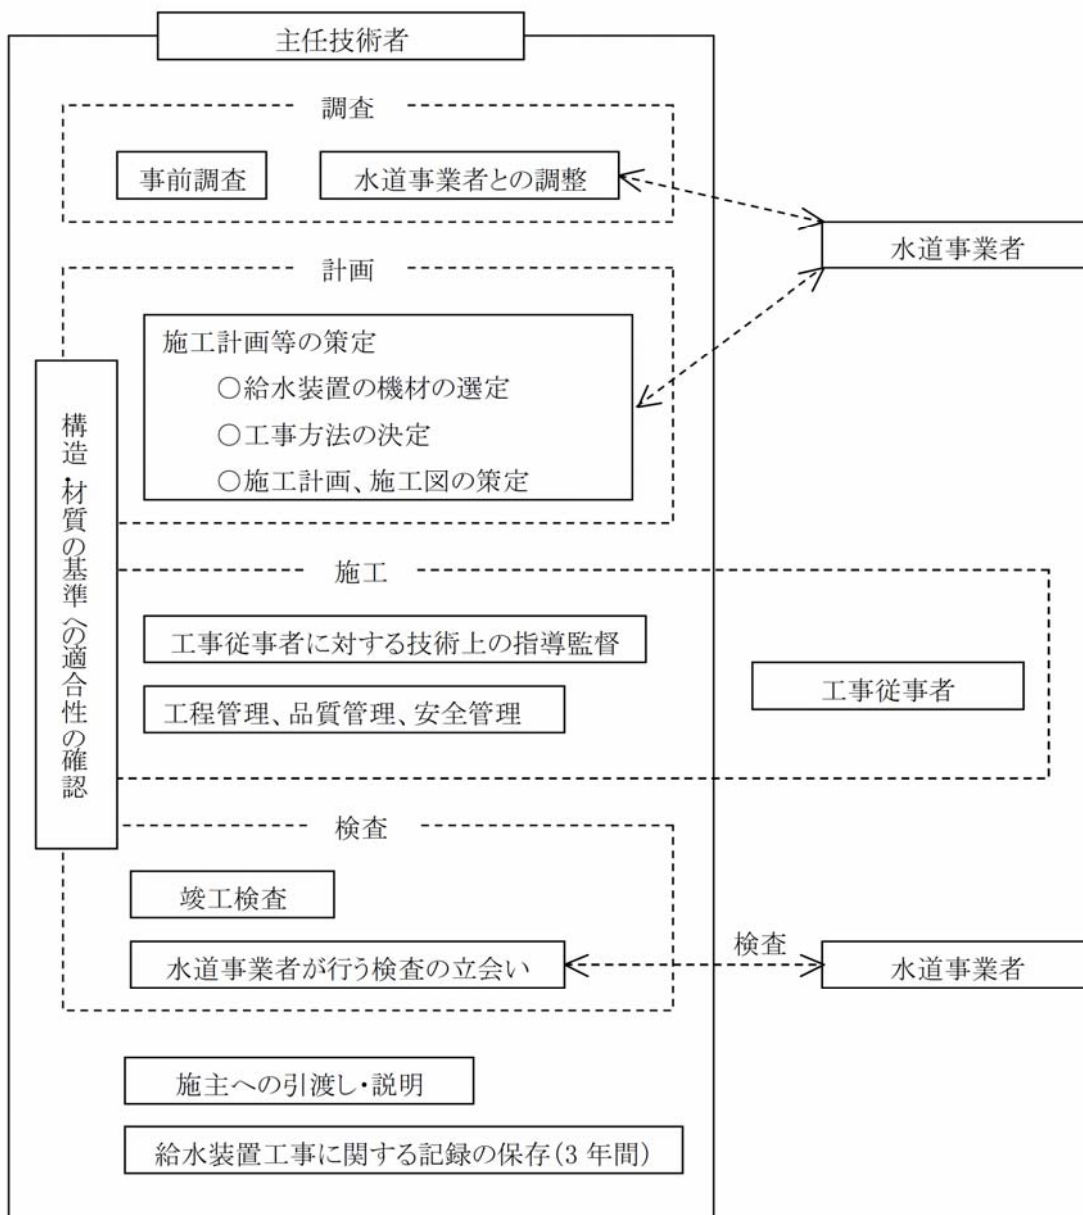 主任技術者
調査
事前調査
水道事業者との調整
水道事業者
計画
施工計画等の策定
○給水装置の機材の選定
○工事方法の決定
○施工計画、施工図の策定
構造・材質の基準への適合性の確認
施工
工事従事者に対する技術上の指導監督
工程管理、品質管理、安全管理
工事従事者
検査
竣工検査
水道事業者が行う検査の立会い
検査
水道事業者
施主への引渡し・説明
給水装置工事に関する記録の保存(3 年間)